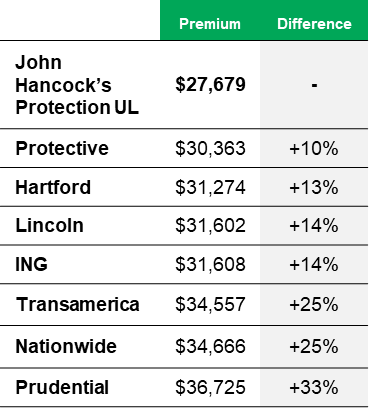 Premium Difference
John
Hancock's
Protection UL $27,679 -
Protective $30,363 +10%
Hartford $31,274 +13%
Lincoln $31,602 +14%
ING $31,608 +14%
Transamerica $34,557 +25%
Nationwide $34,666 +25%
Prudential $36,725 +33%